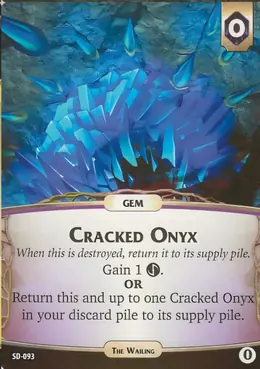 0
GEM
CRACKED ONYX
When this is destroyed, return it to its supply pile.
Gain 1 .
OR
Return this and up to one Cracked Onyx
in your discard pile to its supply pile.
SD-093
THE WAILING
0